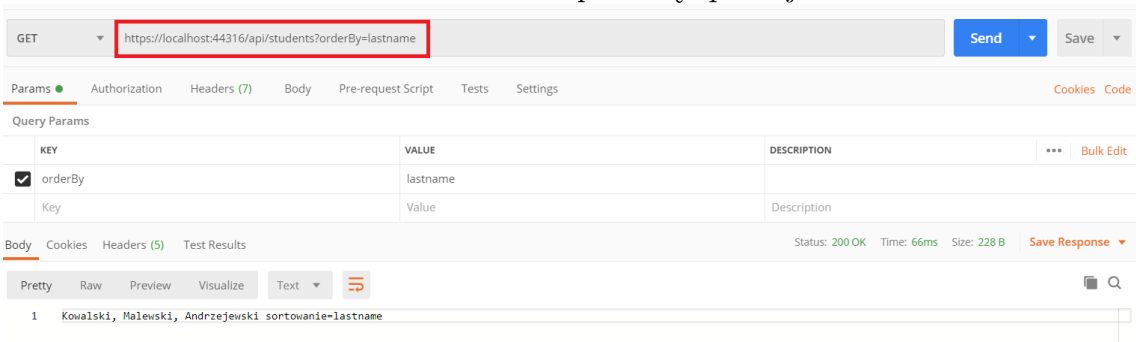 GET https://localhost:44316/api/students?orderBy=lastname Send Save
Params Authorization Headers (7) Body Pre-request Script Tests Settings Cookies Code
Query Params
KEY VALUE DESCRIPTION ••• Bulk Edit
orderBy lastname
Key Value Description
Body Cookies Headers (5) Test Results Status: 200 OK Time: 66ms Size: 228 B Save Response
Pretty Raw Preview Visualize Text
1 Kowalski, Malewski, Andrzejewski sortowanie=lastname